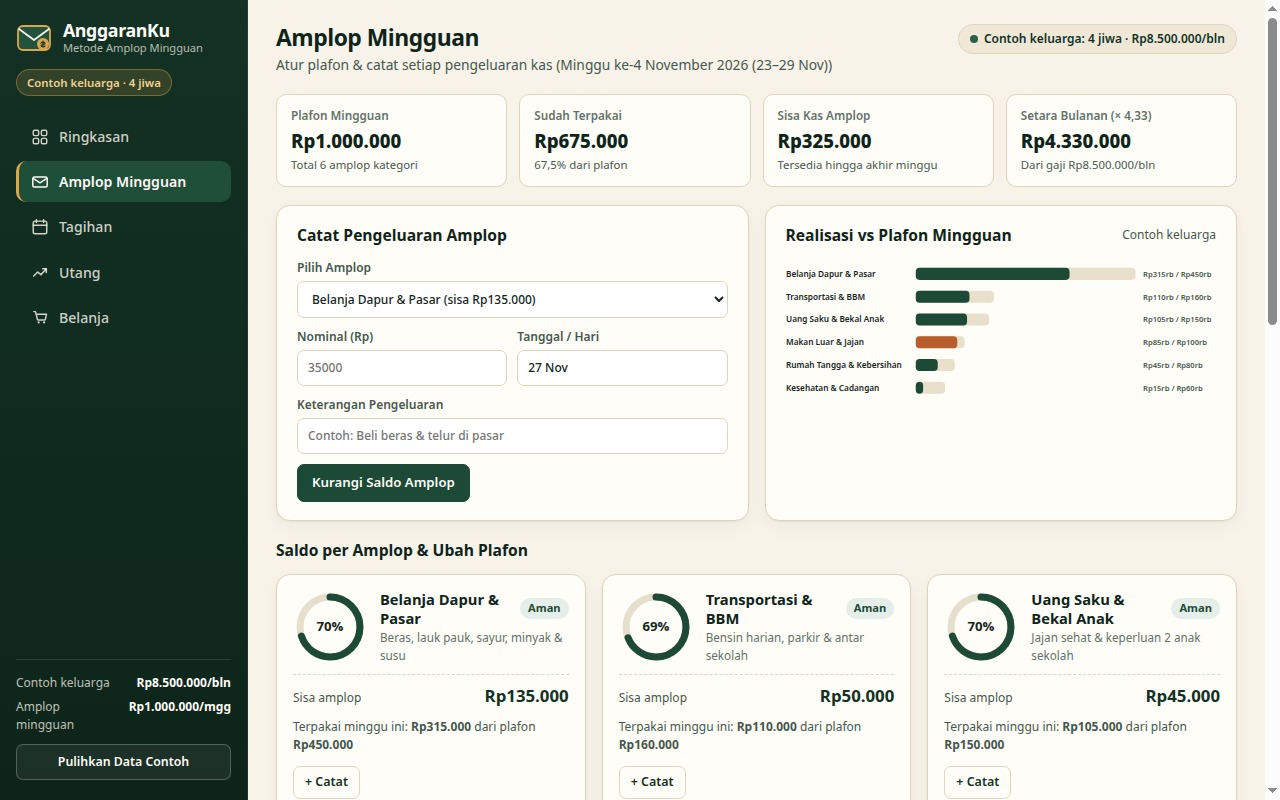 AnggaranKu
Metode Amplop Mingguan
Contoh keluarga · 4 jiwa
Ringkasan
Amplop Mingguan
Tagihan
Utang
Belanja
Contoh keluarga Rp8.500.000/bln
Amplop mingguan Rp1.000.000/mgg
Pulihkan Data Contoh
Amplop Mingguan
Atur plafon & catat setiap pengeluaran kas (Minggu ke-4 November 2026 (23–29 Nov))
Contoh keluarga: 4 jiwa · Rp8.500.000/bln
Plafon Mingguan
Rp1.000.000
Total 6 amplop kategori
Sudah Terpakai
Rp675.000
67,5% dari plafon
Sisa Kas Amplop
Rp325.000
Tersedia hingga akhir minggu
Setara Bulanan (× 4,33)
Rp4.330.000
Dari gaji Rp8.500.000/bln
Catat Pengeluaran Amplop
Pilih Amplop
Belanja Dapur & Pasar (sisa Rp135.000)
Nominal (Rp)
35000
Tanggal / Hari
27 Nov
Keterangan Pengeluaran
Contoh: Beli beras & telur di pasar
Kurangi Saldo Amplop
Realisasi vs Plafon Mingguan
Contoh keluarga
Belanja Dapur & Pasar Rp315rb / Rp450rb
Transportasi & BBM Rp110rb / Rp160rb
Uang Saku & Bekal Anak Rp105rb / Rp150rb
Makan Luar & Jajan Rp85rb / Rp100rb
Rumah Tangga & Kebersihan Rp45rb / Rp80rb
Kesehatan & Cadangan Rp15rb / Rp60rb
Saldo per Amplop & Ubah Plafon
70%
Belanja Dapur &
Pasar
Aman
Beras, lauk pauk, sayur, minyak &
susu
Sisa amplop Rp135.000
Terpakai minggu ini: Rp315.000 dari plafon
Rp450.000
+ Catat
69%
Transportasi &
BBM
Aman
Bensin harian, parkir & antar
sekolah
Sisa amplop Rp50.000
Terpakai minggu ini: Rp110.000 dari plafon
Rp160.000
+ Catat
70%
Uang Saku &
Bekal Anak
Aman
Jajan sehat & keperluan 2 anak
sekolah
Sisa amplop Rp45.000
Terpakai minggu ini: Rp105.000 dari plafon
Rp150.000
+ Catat